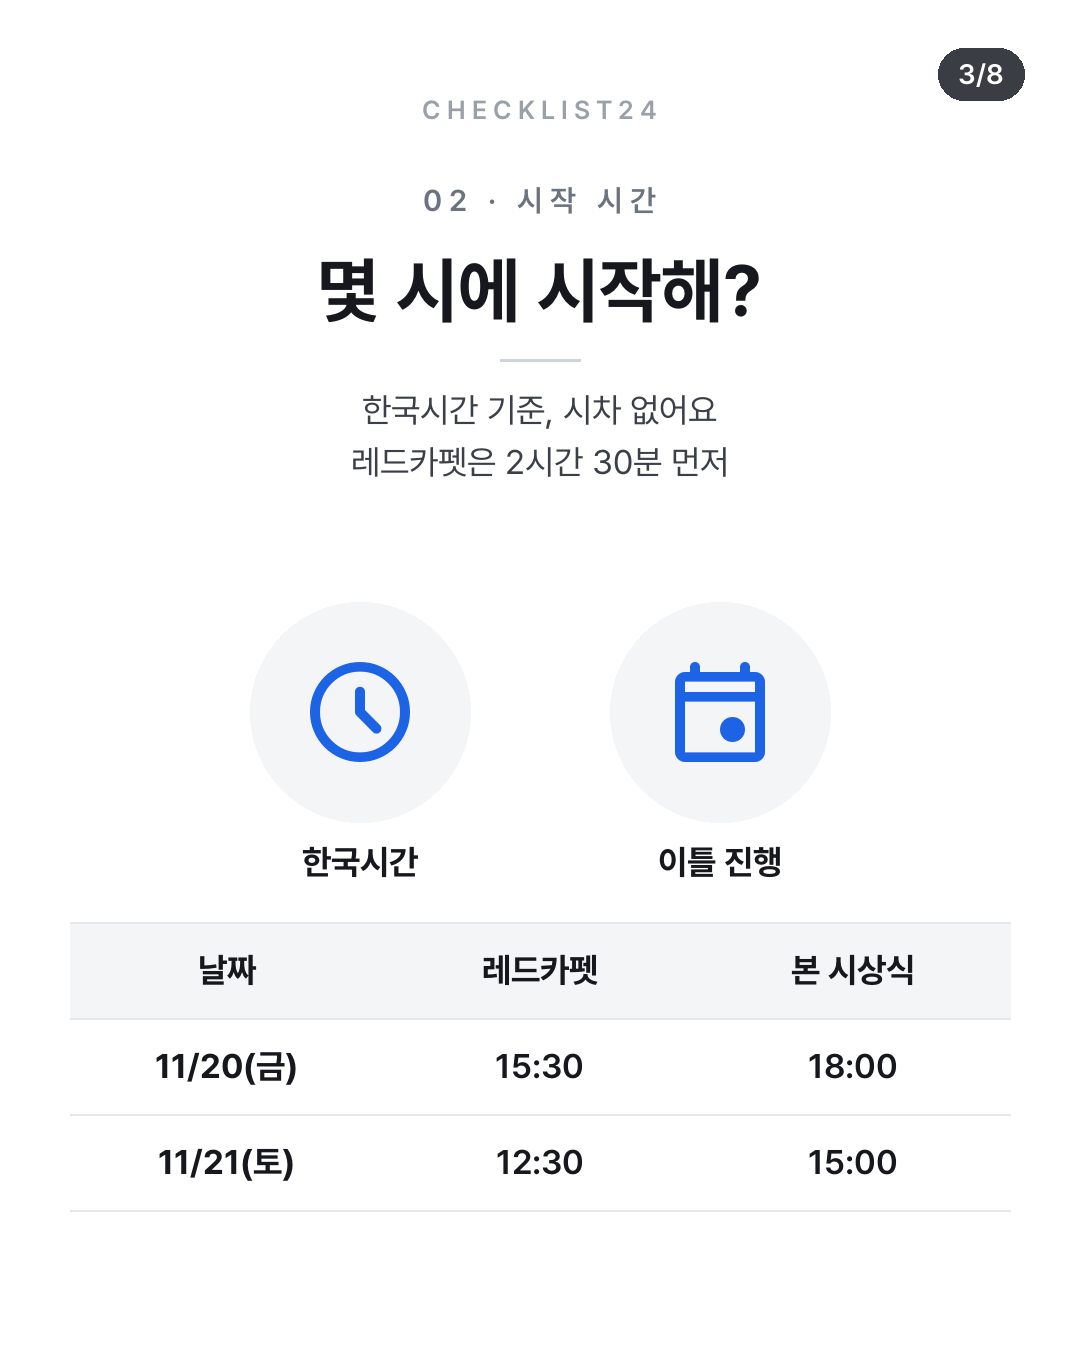 3/8
CHECKLIST24
02 · 시작 시간
몇 시에 시작해?
한국시간 기준, 시차 없어요
레드카펫은 2시간 30분 먼저
한국시간 이틀 진행
날짜 레드카펫 본 시상식
11/20(금) 15:30 18:00
11/21(토) 12:30 15:00